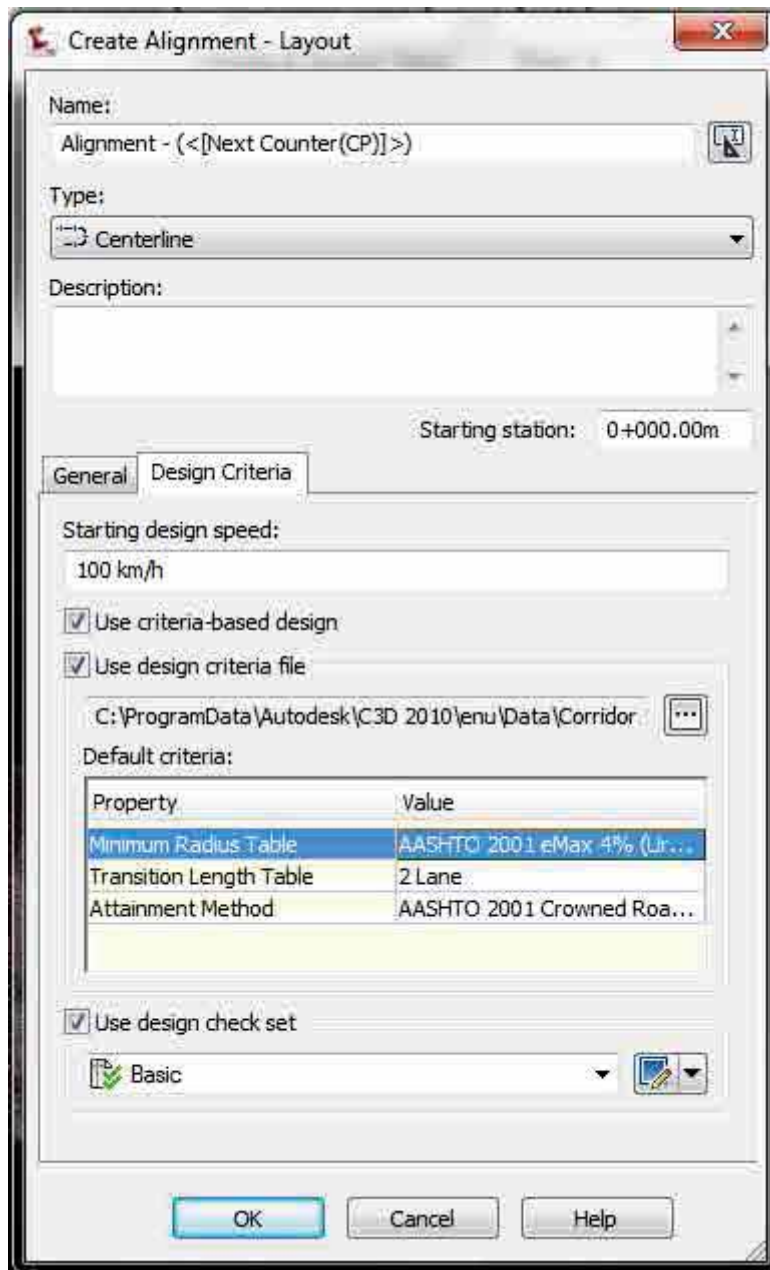 Create Alignment - Layout
Name:
Alignment - (<[Next Counter(CP)]>)
Type:
Centerline
Description:
Starting station: 0+000.00m
General Design Criteria
Starting design speed:
100 km/h
Use criteria-based design
Use design criteria file
C:\ProgramData\Autodesk\C3D 2010\enu\Data\Corridor
Default criteria:
Property Value
Minimum Radius Table AASHTO 2001 eMax 4% (Ur...
Transition Length Table 2 Lane
Attainment Method AASHTO 2001 Crowned Roa...
Use design check set
Basic
OK Cancel Help